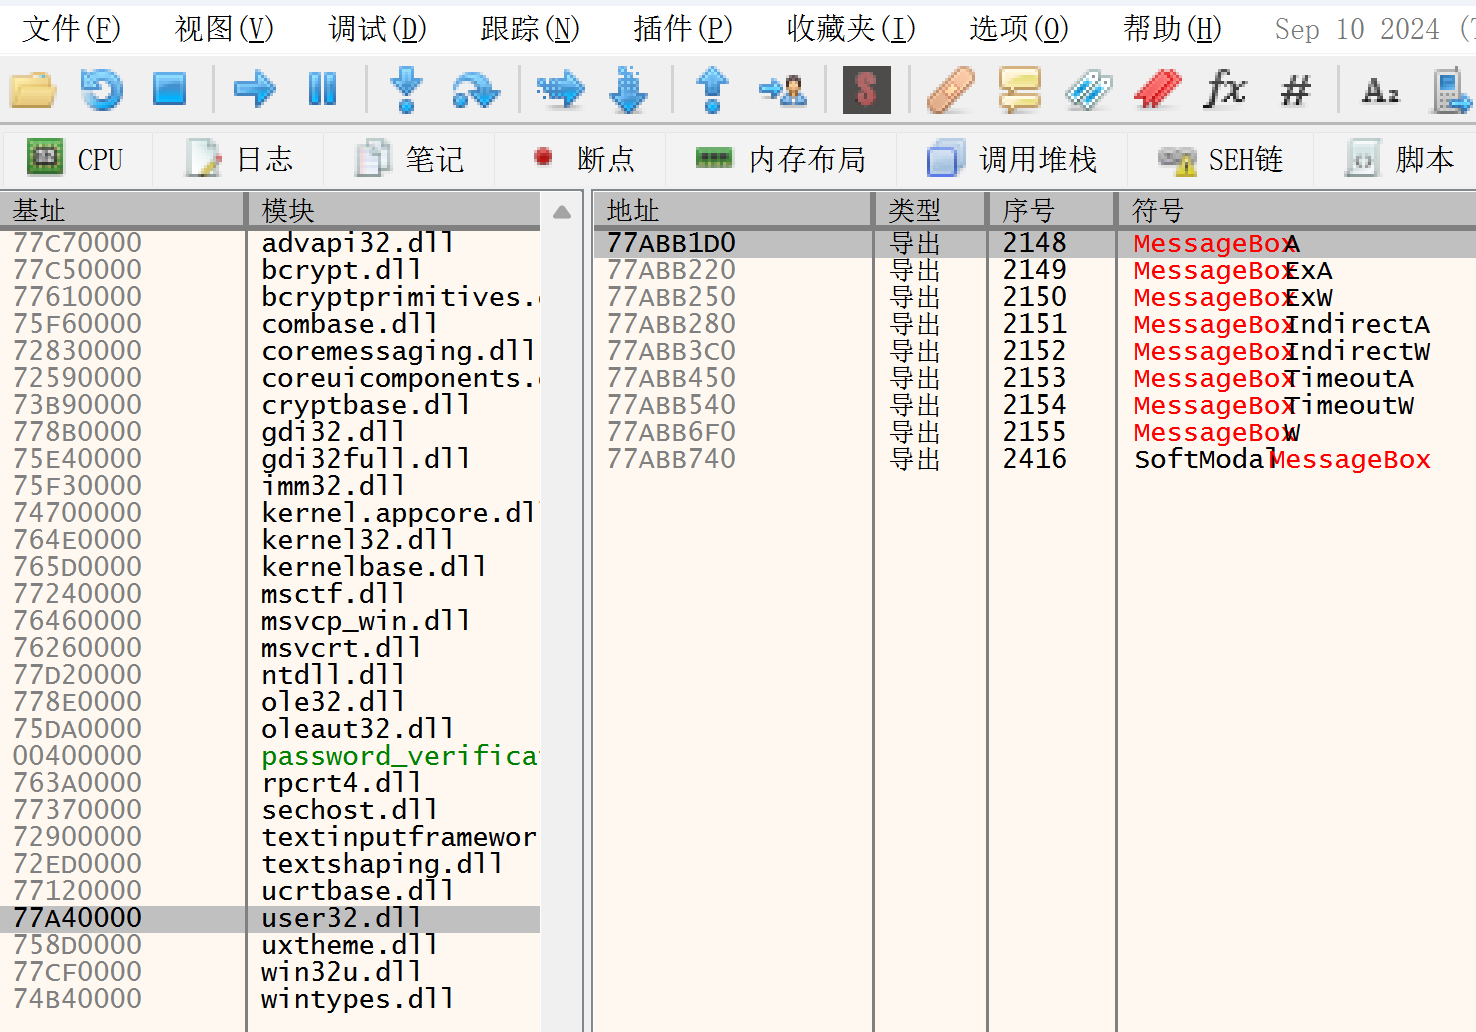 文件(F) 视图(V) 调试(D) 跟踪(N) 插件(P) 收藏夹(I) 选项(O) 帮助(H) Sep 10 2024
S fx # A₂
CPU 日志 笔记 断点 内存布局 调用堆栈 SEH链 脚本
基址 模块 地址 类型 序号 符号
77C70000 advapi32.dll 77ABB1D0 导出 2148 MessageBoxA
77C50000 bcrypt.dll 77ABB220 导出 2149 MessageBoxExA
77610000 bcryptprimitives. 77ABB250 导出 2150 MessageBoxExW
75F60000 combase.dll 77ABB280 导出 2151 MessageBoxIndirectA
72830000 coremessaging.dll 77ABB3C0 导出 2152 MessageBoxIndirectW
72590000 coreuicomponents. 77ABB450 导出 2153 MessageBoxTimeoutA
73B90000 cryptbase.dll 77ABB540 导出 2154 MessageBoxTimeoutW
778B0000 gdi32.dll 77ABB6F0 导出 2155 MessageBoxW
75E40000 gdi32full.dll 77ABB740 导出 2416 SoftModalMessageBox
75F30000 imm32.dll
74700000 kernel.appcore.dl
764E0000 kernel32.dll
765D0000 kernelbase.dll
77240000 msctf.dll
76460000 msvcp_win.dll
76260000 msvcrt.dll
77D20000 ntdll.dll
778E0000 ole32.dll
75DA0000 oleaut32.dll
00400000 password_verifica
763A0000 rpcrt4.dll
77370000 sechost.dll
72900000 textinputframewor
72ED0000 textshaping.dll
77120000 ucrtbase.dll
77A40000 user32.dll
758D0000 uxtheme.dll
77CF0000 win32u.dll
74B40000 wintypes.dll